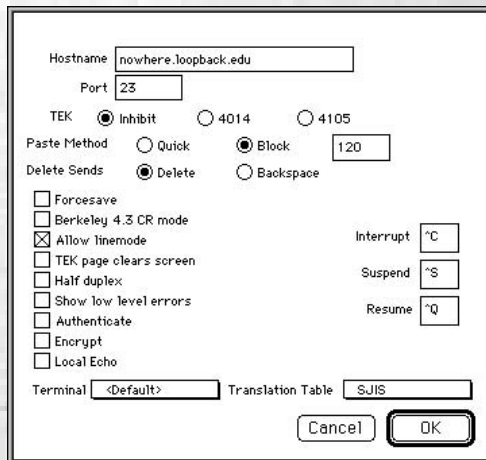 Hostname nowhere.loopback.edu
Port 23
TEK Inhibit 4014 4105
Paste Method Quick Block 120
Delete Sends Delete Backspace
Forcesave
Berkeley 4.3 CR mode
Allow linemode
TEK page clears screen
Half duplex
Show low level errors
Authenticate
Encrypt
Local Echo
Interrupt ^C
Suspend ^S
Resume ^Q
Terminal <Default> Translation Table SJIS
Cancel OK